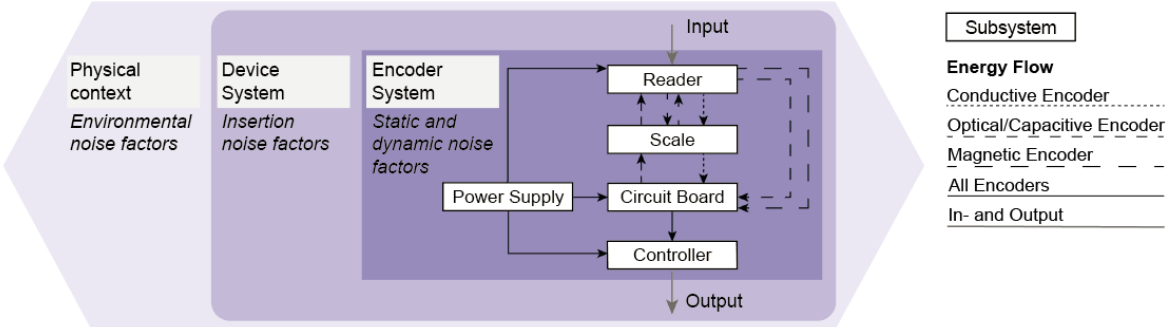 Input
Physical
context
Environmental
noise factors
Device
System
Insertion
noise factors
Encoder
System
Static and
dynamic noise
factors
Reader
Scale
Power Supply
Circuit Board
Controller
Output
Subsystem
Energy Flow
Conductive Encoder
Optical/Capacitive Encoder
Magnetic Encoder
All Encoders
In- and Output